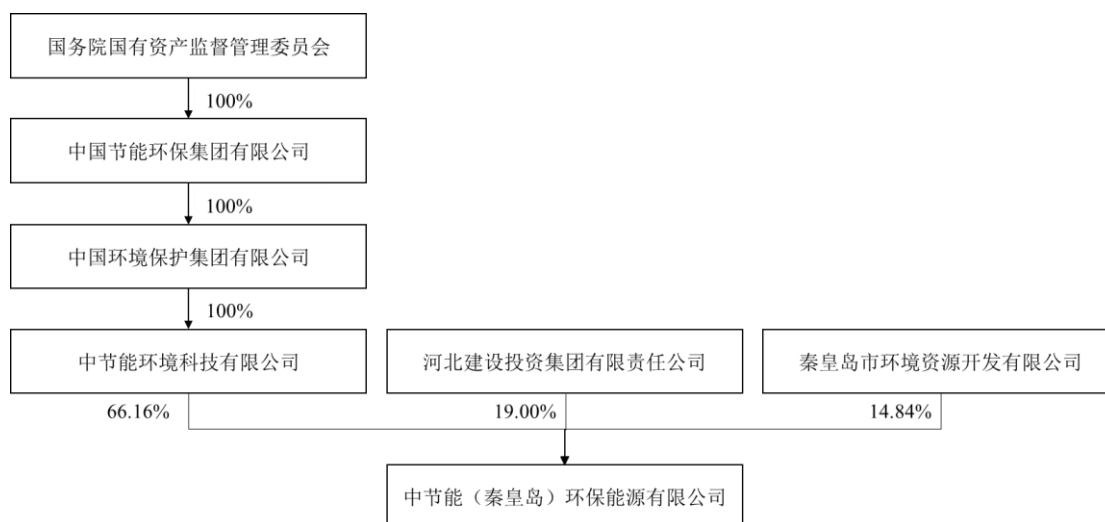 国务院国有资产监督管理委员会
100%
中国节能环保集团有限公司
100%
中国环境保护集团有限公司
100%
中节能环境科技有限公司
河北建设投资集团有限责任公司
秦皇岛市环境资源开发有限公司
66.16%
19.00%
14.84%
中节能（秦皇岛）环保能源有限公司